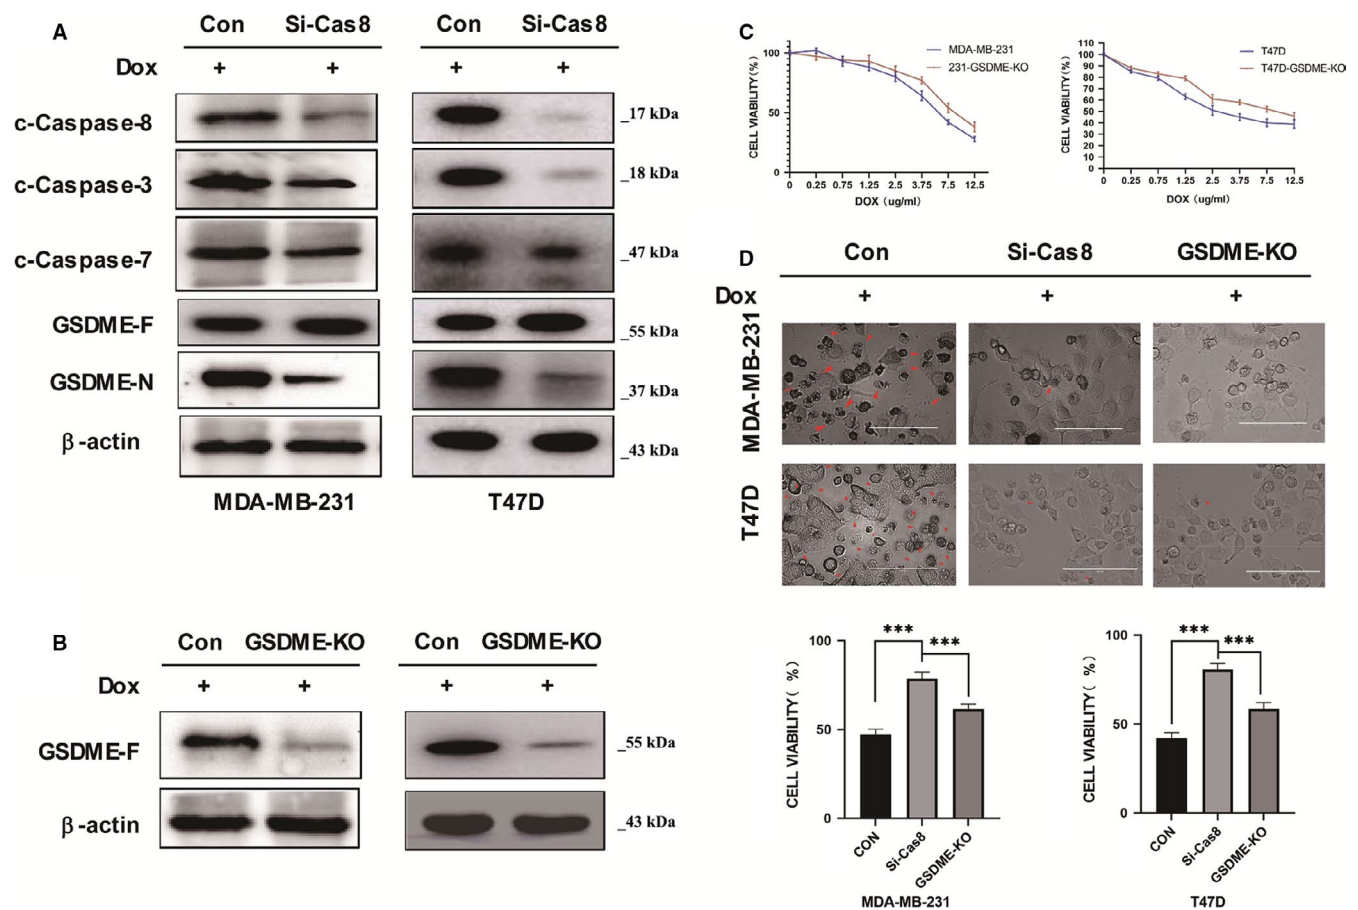 A
Con Si-Cas8 Con Si-Cas8
Dox + + + +
c-Caspase-8 _17 kDa
c-Caspase-3 _18 kDa
c-Caspase-7 _47 kDa
GSDME-F _55 kDa
GSDME-N _37 kDa
β-actin _43 kDa
MDA-MB-231 T47D
B
Con GSDME-KO Con GSDME-KO
Dox + + + +
GSDME-F _55 kDa
β-actin _43 kDa
C
CELL VIABILITY(%)
100
50
0
0 0.25 0.75 1.25 2.5 3.75 7.5 12.5
DOX (ug/ml)
MDA-MB-231
231-GSDME-KO
CELL VIABILITY(%)
110
100
90
80
70
60
50
40
30
20
10
0
0 0.25 0.75 1.25 2.5 3.75 7.5 12.5
DOX (ug/ml)
T47D
T47D-GSDME-KO
D
Con Si-Cas8 GSDME-KO
Dox + + +
MDA-MB-231
T47D
CELL VIABILITY( %)
100
50
0
*** ***
CON Si-Cas8 GSDME-KO
MDA-MB-231
CELL VIABILITY( %)
100
50
0
*** ***
CON Si-Cas8 GSDME-KO
T47D